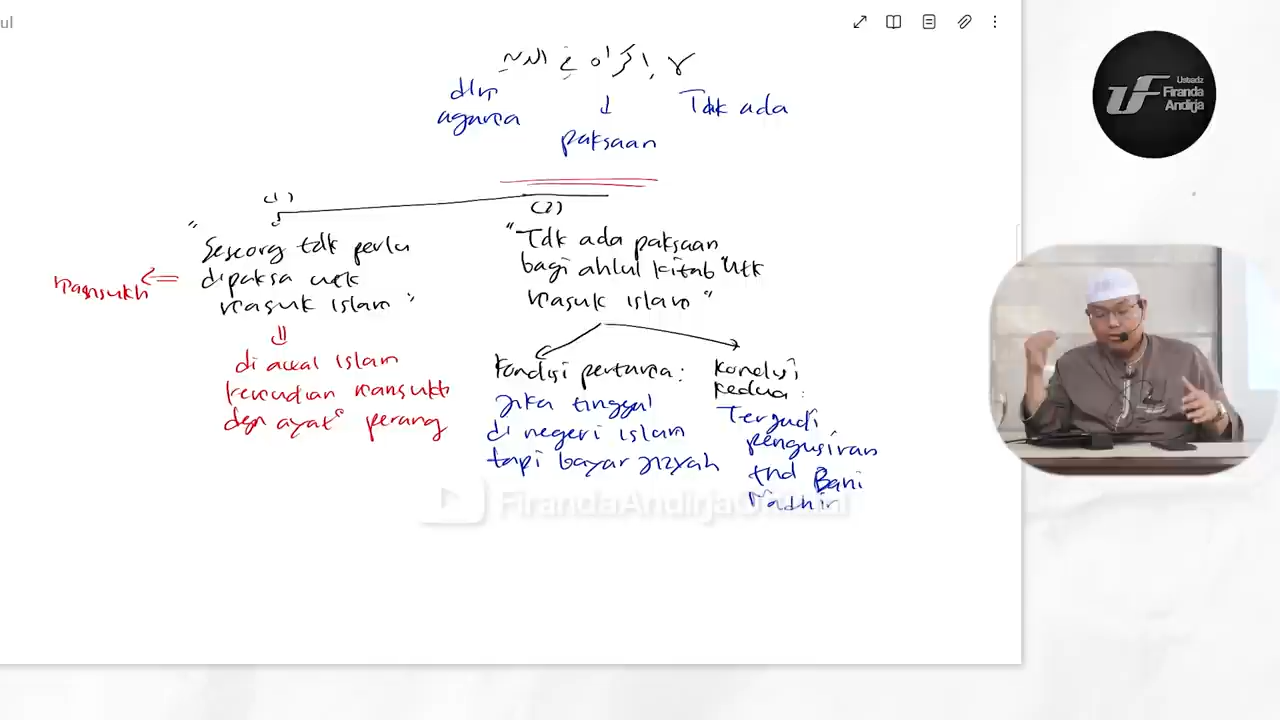 ul
Ustadz
Firanda
Andirja
لا إكراه في الدين
Tdk ada
dlm
agama
paksaan
(1)
(2)
"Seseorg tdk perlu
dipaksa utk
masuk islam"
mansukh
di awal islam
kemudian mansukh
dgn ayat² perang
"Tdk ada paksaan
bagi ahlul kitab utk
masuk islam"
kondisi pertama:
jika tinggal
di negeri islam
tapi bayar jizyah
kondisi
kedua:
Terjadi
pengusiran
thd Bani
Nadhir
FirandaAndirjaOfficial